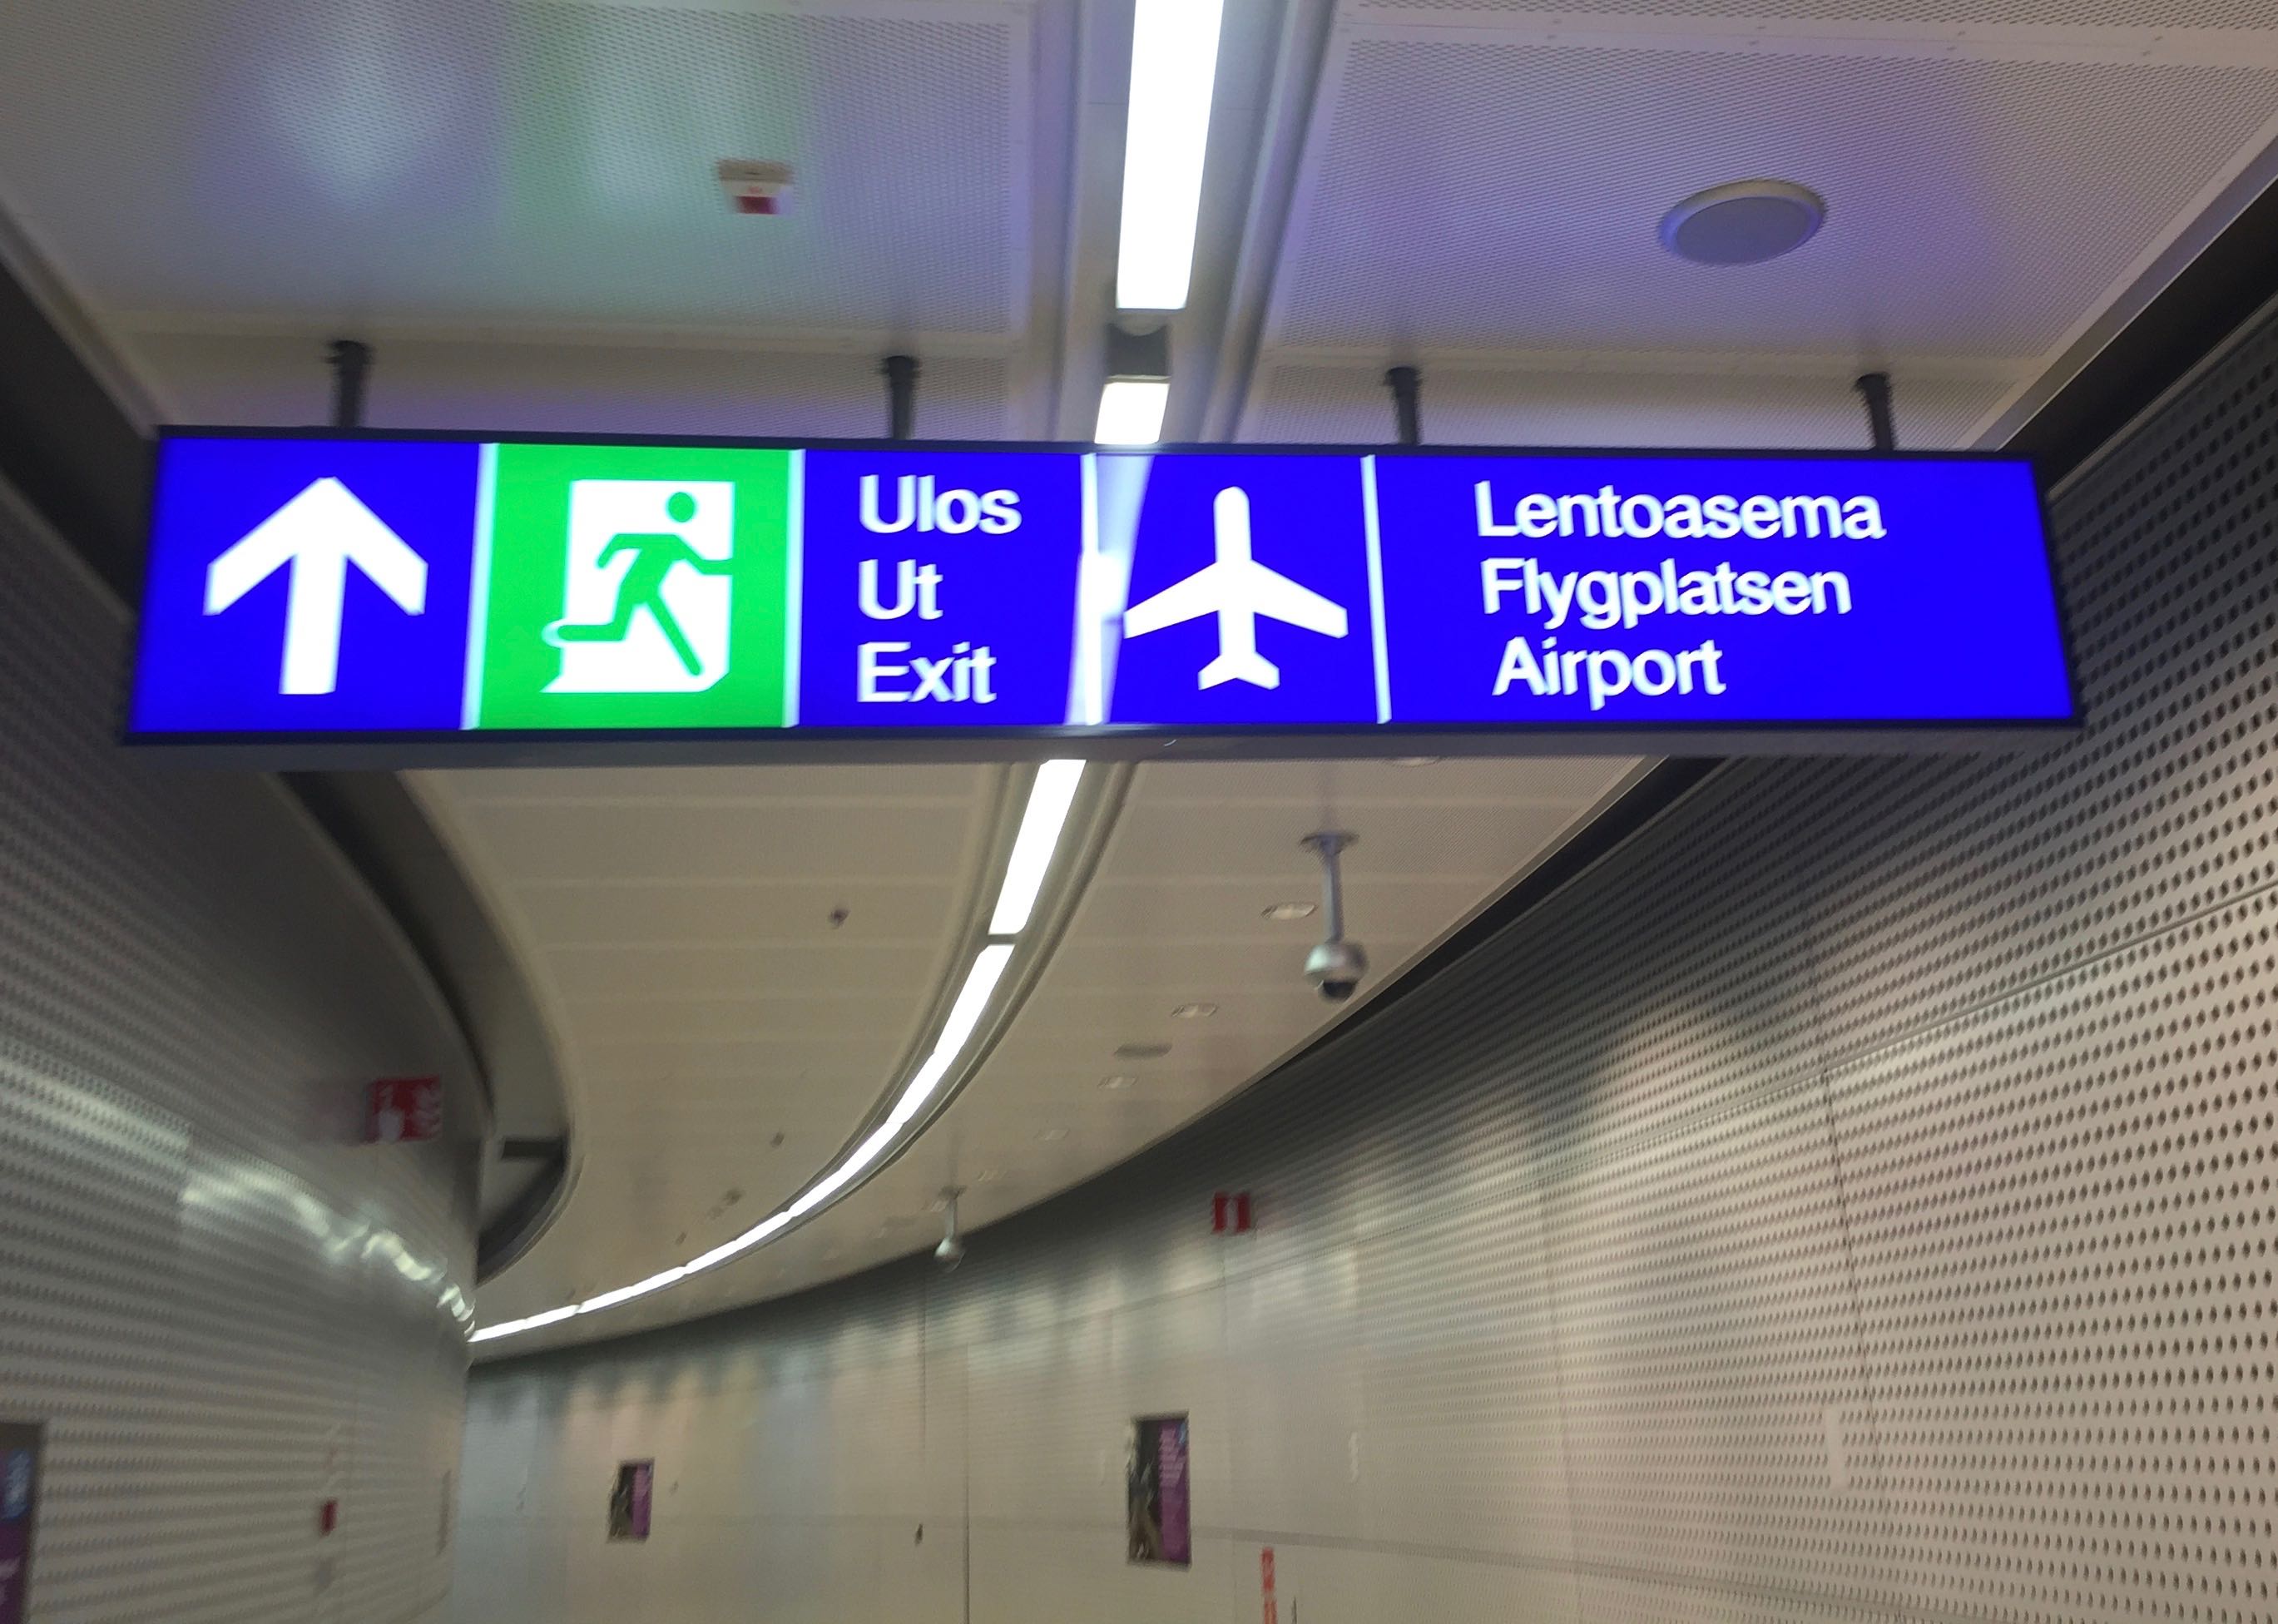 Ulos
Ut
Exit
Lentoasema
Flygplatsen
Airport